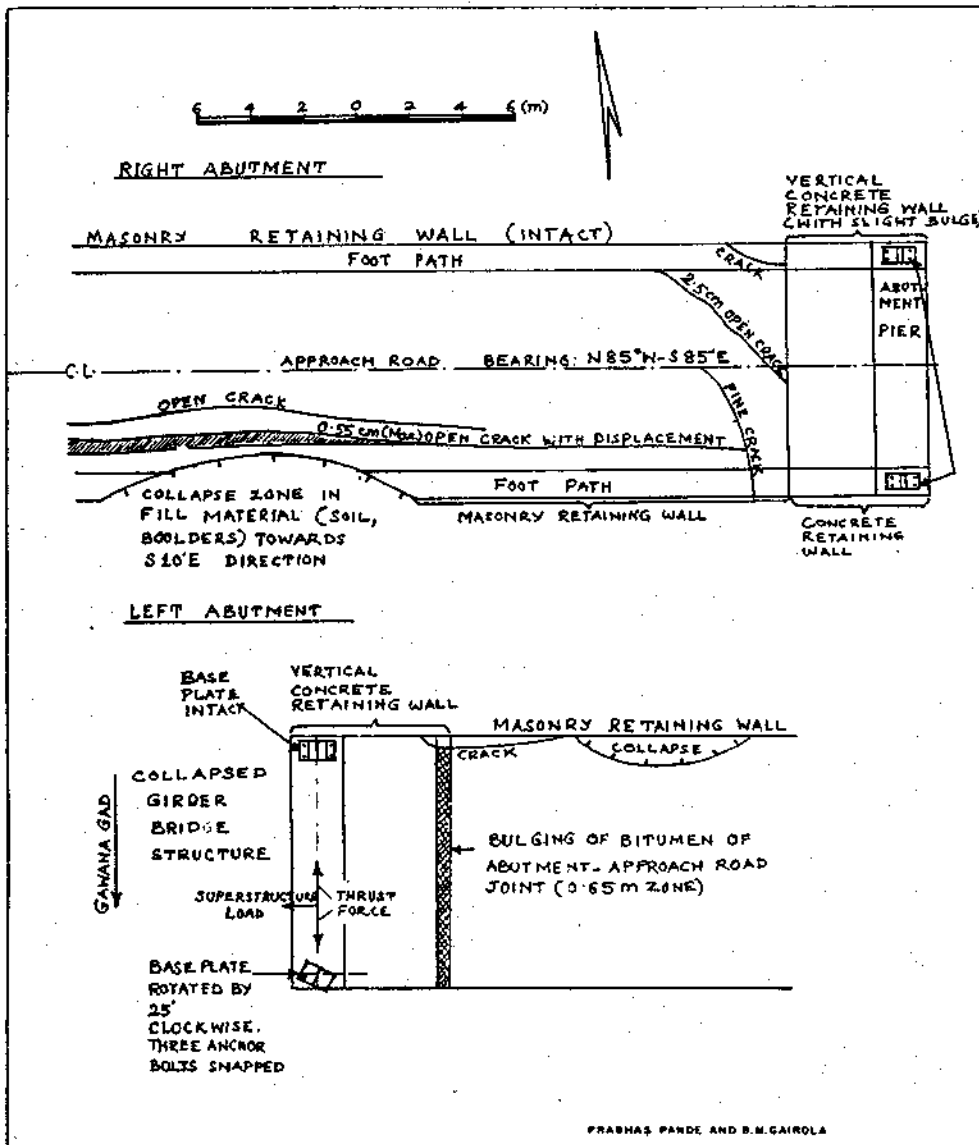 6 4 2 0 2 4 6 (m)
RIGHT ABUTMENT
VERTICAL
CONCRETE
RETAINING WALL
(WITH SLIGHT BULGE)
MASONRY RETAINING WALL (INTACT)
FOOT PATH
CRACK
2.5cm OPEN CRACK
ABUT
MENT
PIER
C.L.
APPROACH ROAD BEARING: N85°W-S85°E
OPEN CRACK
0.55 cm (Max) OPEN CRACK WITH DISPLACEMENT
FINE CRACK
FOOT PATH
COLLAPSE ZONE IN
FILL MATERIAL (SOIL,
BOULDERS) TOWARDS
S10°E DIRECTION
MASONRY RETAINING WALL
CONCRETE
RETAINING
WALL
LEFT ABUTMENT
BASE
PLATE
INTACT
VERTICAL
CONCRETE
RETAINING WALL
MASONRY RETAINING WALL
CRACK
COLLAPSE
COLLAPSED
GIRDER
BRIDGE
STRUCTURE
GAWANA GAD
BULGING OF BITUMEN OF
ABUTMENT-APPROACH ROAD
JOINT (0.65 m ZONE)
SUPERSTRUCTURE
LOAD
THRUST
FORCE
BASE PLATE
ROTATED BY
25°
CLOCKWISE.
THREE ANCHOR
BOLTS SNAPPED
PRABHAS PANDE AND B.M. GAIROLA